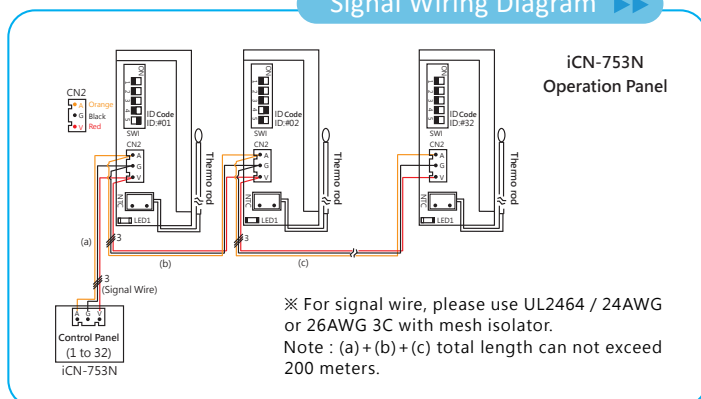 Signal Wiring Diagram
iCN-753N
Operation Panel
CN2
A Orange
G Black
V Red
ON
1 2 3 4 5
ID Code
ID:#01
SWI
CN2
A
G
V
NTC
LED1
Thermo rod
ON
1 2 3 4 5
ID Code
ID:#02
SWI
CN2
A
G
V
NTC
LED1
Thermo rod
ON
1 2 3 4 5
ID Code
ID:#32
SWI
CN2
A
G
V
NTC
LED1
Thermo rod
(a)
3
(b)
3
(c)
3
(Signal Wire)
A G V
Control Panel
(1 to 32)
iCN-753N
※ For signal wire, please use UL2464 / 24AWG
or 26AWG 3C with mesh isolator.
Note : (a)+(b)+(c) total length can not exceed
200 meters.